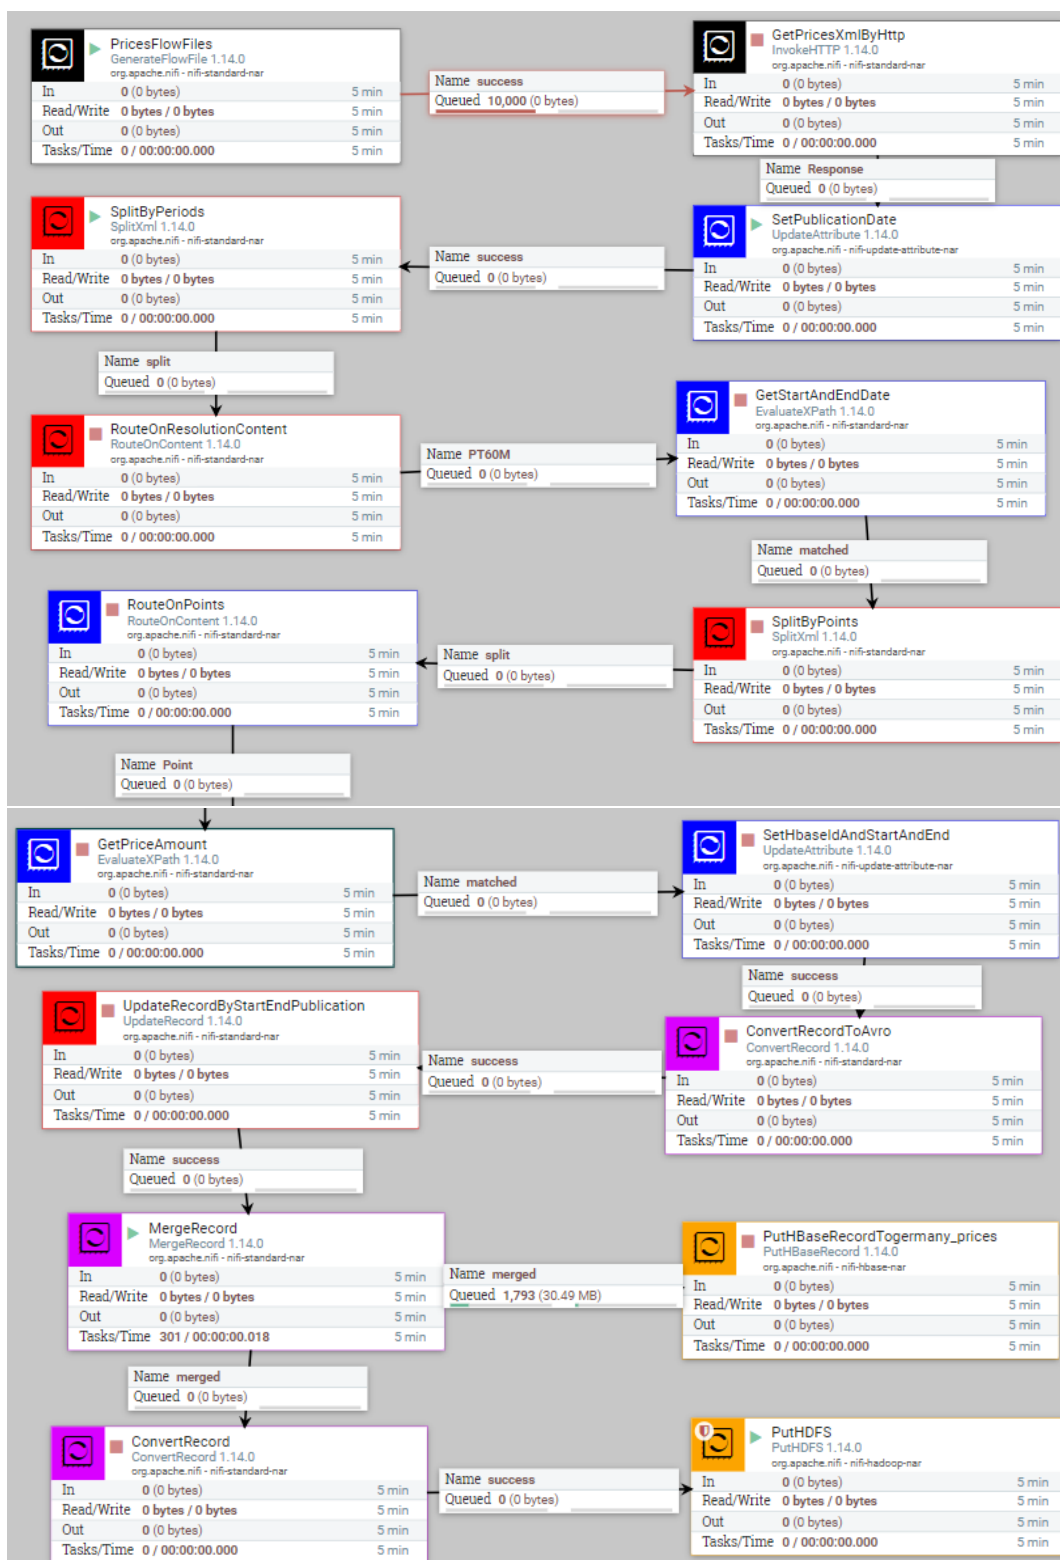 PricesFlowFiles
GenerateFlowFile 1.14.0
org.apache.nifi - nifi-standard-nar
In 0 (0 bytes) 5 min
Read/Write 0 bytes / 0 bytes 5 min
Out 0 (0 bytes) 5 min
Tasks/Time 0 / 00:00:00.000 5 min
Name success
Queued 10,000 (0 bytes)
GetPricesXmlByHttp
InvokeHTTP 1.14.0
org.apache.nifi - nifi-standard-nar
In 0 (0 bytes) 5 min
Read/Write 0 bytes / 0 bytes 5 min
Out 0 (0 bytes) 5 min
Tasks/Time 0 / 00:00:00.000 5 min
Name Response
Queued 0 (0 bytes)
SplitByPeriods
SplitXml 1.14.0
org.apache.nifi - nifi-standard-nar
In 0 (0 bytes) 5 min
Read/Write 0 bytes / 0 bytes 5 min
Out 0 (0 bytes) 5 min
Tasks/Time 0 / 00:00:00.000 5 min
Name success
Queued 0 (0 bytes)
SetPublicationDate
UpdateAttribute 1.14.0
org.apache.nifi - nifi-update-attribute-nar
In 0 (0 bytes) 5 min
Read/Write 0 bytes / 0 bytes 5 min
Out 0 (0 bytes) 5 min
Tasks/Time 0 / 00:00:00.000 5 min
Name split
Queued 0 (0 bytes)
RouteOnResolutionContent
RouteOnContent 1.14.0
org.apache.nifi - nifi-standard-nar
In 0 (0 bytes) 5 min
Read/Write 0 bytes / 0 bytes 5 min
Out 0 (0 bytes) 5 min
Tasks/Time 0 / 00:00:00.000 5 min
Name PT60M
Queued 0 (0 bytes)
GetStartAndEndDate
EvaluateXPath 1.14.0
org.apache.nifi - nifi-standard-nar
In 0 (0 bytes) 5 min
Read/Write 0 bytes / 0 bytes 5 min
Out 0 (0 bytes) 5 min
Tasks/Time 0 / 00:00:00.000 5 min
Name matched
Queued 0 (0 bytes)
RouteOnPoints
RouteOnContent 1.14.0
org.apache.nifi - nifi-standard-nar
In 0 (0 bytes) 5 min
Read/Write 0 bytes / 0 bytes 5 min
Out 0 (0 bytes) 5 min
Tasks/Time 0 / 00:00:00.000 5 min
Name split
Queued 0 (0 bytes)
SplitByPoints
SplitXml 1.14.0
org.apache.nifi - nifi-standard-nar
In 0 (0 bytes) 5 min
Read/Write 0 bytes / 0 bytes 5 min
Out 0 (0 bytes) 5 min
Tasks/Time 0 / 00:00:00.000 5 min
Name Point
Queued 0 (0 bytes)
GetPriceAmount
EvaluateXPath 1.14.0
org.apache.nifi - nifi-standard-nar
In 0 (0 bytes) 5 min
Read/Write 0 bytes / 0 bytes 5 min
Out 0 (0 bytes) 5 min
Tasks/Time 0 / 00:00:00.000 5 min
Name matched
Queued 0 (0 bytes)
SetHbaseIdAndStartAndEnd
UpdateAttribute 1.14.0
org.apache.nifi - nifi-update-attribute-nar
In 0 (0 bytes) 5 min
Read/Write 0 bytes / 0 bytes 5 min
Out 0 (0 bytes) 5 min
Tasks/Time 0 / 00:00:00.000 5 min
Name success
Queued 0 (0 bytes)
UpdateRecordByStartEndPublication
UpdateRecord 1.14.0
org.apache.nifi - nifi-standard-nar
In 0 (0 bytes) 5 min
Read/Write 0 bytes / 0 bytes 5 min
Out 0 (0 bytes) 5 min
Tasks/Time 0 / 00:00:00.000 5 min
Name success
Queued 0 (0 bytes)
ConvertRecordToAvro
ConvertRecord 1.14.0
org.apache.nifi - nifi-standard-nar
In 0 (0 bytes) 5 min
Read/Write 0 bytes / 0 bytes 5 min
Out 0 (0 bytes) 5 min
Tasks/Time 0 / 00:00:00.000 5 min
Name success
Queued 0 (0 bytes)
MergeRecord
MergeRecord 1.14.0
org.apache.nifi - nifi-standard-nar
In 0 (0 bytes) 5 min
Read/Write 0 bytes / 0 bytes 5 min
Out 0 (0 bytes) 5 min
Tasks/Time 301 / 00:00:00.018 5 min
Name merged
Queued 1,793 (30.49 MB)
PutHBaseRecordTogermany_prices
PutHBaseRecord 1.14.0
org.apache.nifi - nifi-hbase-nar
In 0 (0 bytes) 5 min
Read/Write 0 bytes / 0 bytes 5 min
Out 0 (0 bytes) 5 min
Tasks/Time 0 / 00:00:00.000 5 min
Name merged
Queued 0 (0 bytes)
ConvertRecord
ConvertRecord 1.14.0
org.apache.nifi - nifi-standard-nar
In 0 (0 bytes) 5 min
Read/Write 0 bytes / 0 bytes 5 min
Out 0 (0 bytes) 5 min
Tasks/Time 0 / 00:00:00.000 5 min
Name success
Queued 0 (0 bytes)
PutHDFS
PutHDFS 1.14.0
org.apache.nifi - nifi-hadoop-nar
In 0 (0 bytes) 5 min
Read/Write 0 bytes / 0 bytes 5 min
Out 0 (0 bytes) 5 min
Tasks/Time 0 / 00:00:00.000 5 min